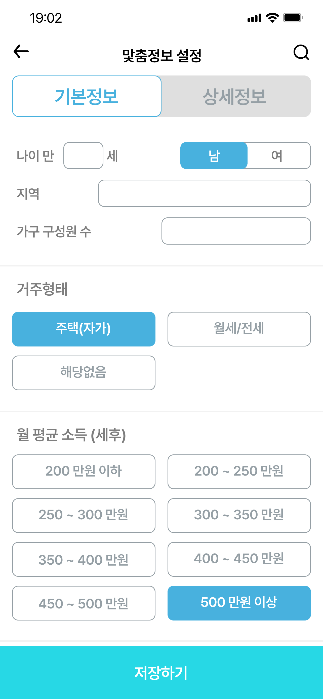 19:02
맞춤정보 설정
기본정보 상세정보
나이 만 세 남 여
지역
가구 구성원 수
거주형태
주택(자가) 월세/전세
해당없음
월 평균 소득 (세후)
200 만원 이하 200 ~ 250 만원
250 ~ 300 만원 300 ~ 350 만원
350 ~ 400 만원 400 ~ 450 만원
450 ~ 500 만원 500 만원 이상
저장하기